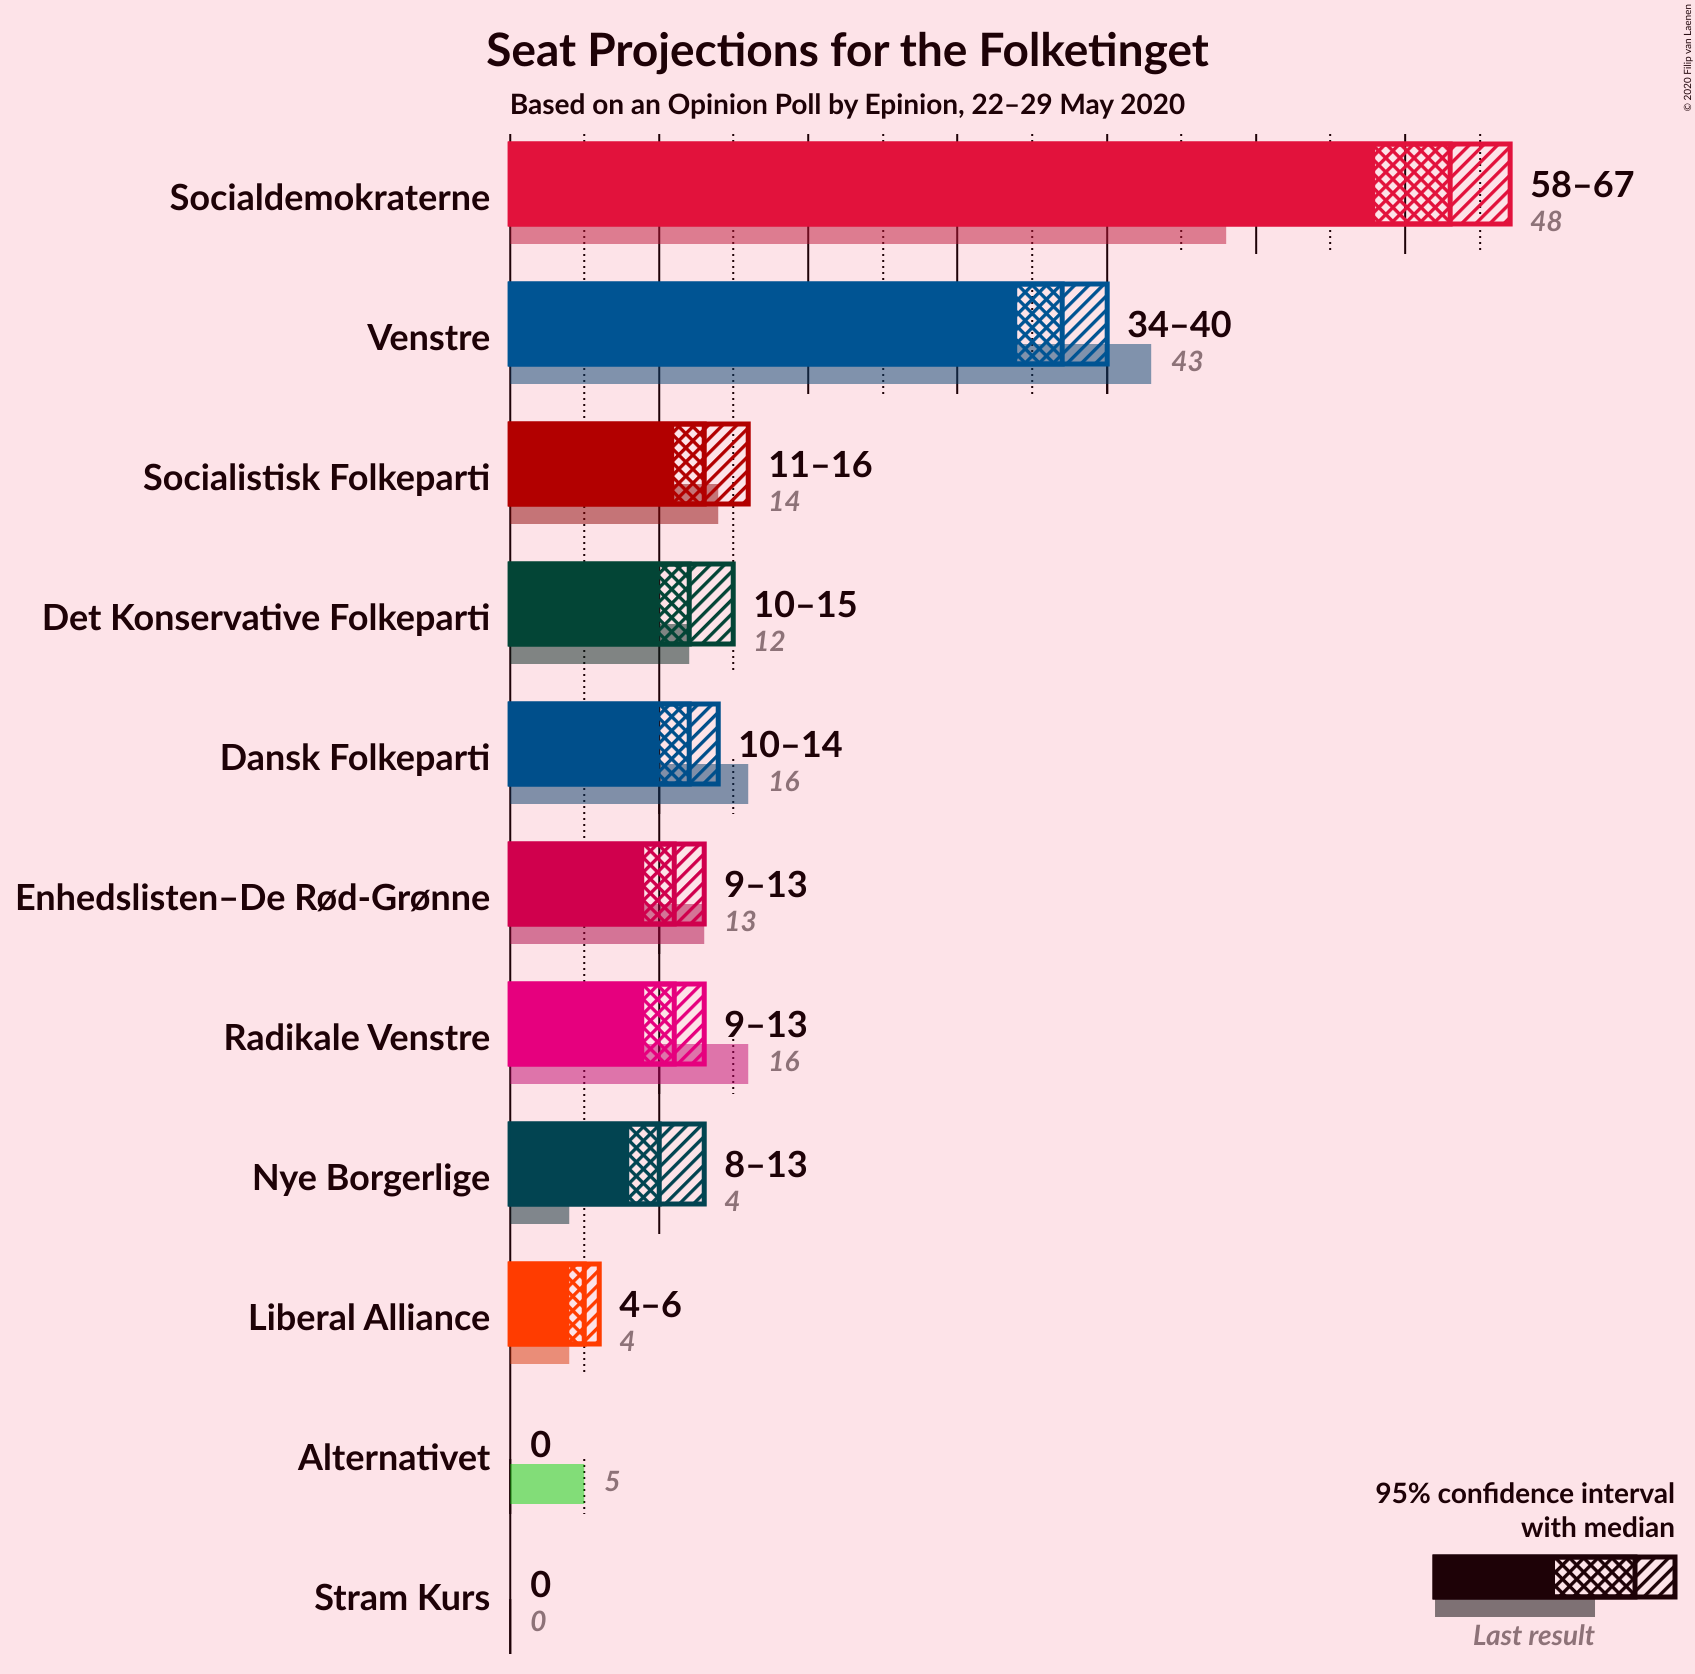 Seat Projections for the Folketinget
Based on an Opinion Poll by Epinion, 22–29 May 2020
© 2020 Filip van Laenen
Socialdemokraterne
58–67
48
Venstre
34–40
43
Socialistisk Folkeparti
11–16
14
Det Konservative Folkeparti
10–15
12
Dansk Folkeparti
10–14
16
Enhedslisten–De Rød-Grønne
9–13
13
Radikale Venstre
9–13
16
Nye Borgerlige
8–13
4
Liberal Alliance
4–6
4
Alternativet
0
5
Stram Kurs
0
0
95% confidence interval
with median
Last result